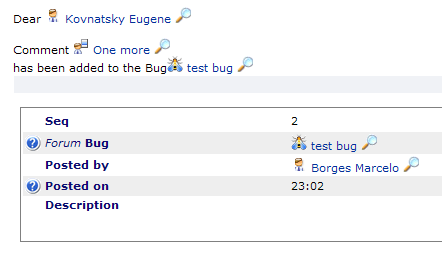 Dear Kovnatsky Eugene
Comment One more
has been added to the Bug test bug
Seq 2
? Forum Bug test bug
Posted by Borges Marcelo
? Posted on 23:02
Description